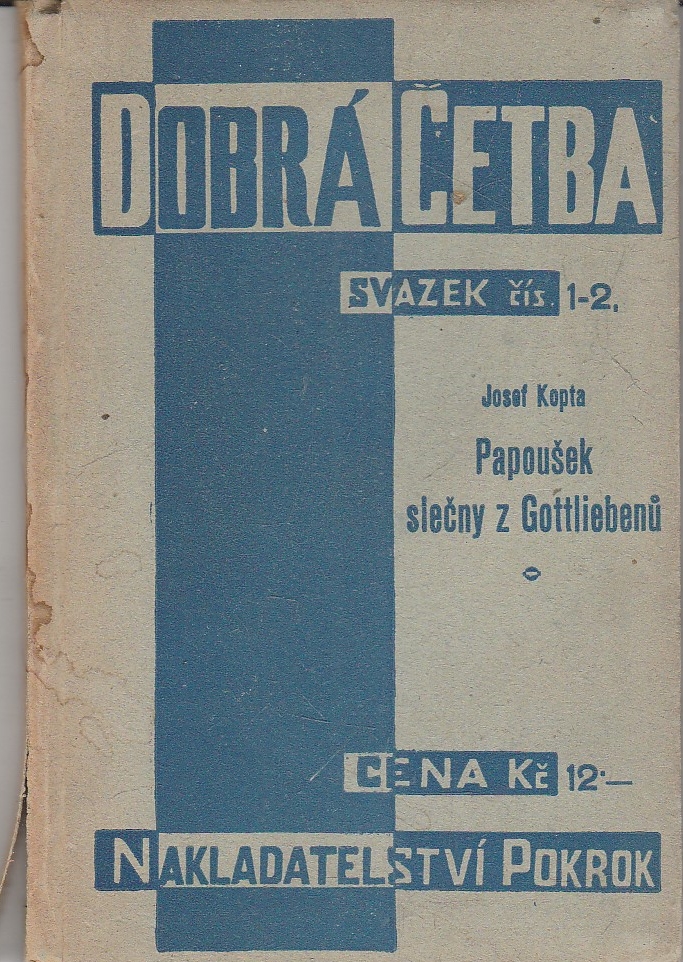 DOBRÁ ČETBA
SVAZEK čís. 1-2.
Josef Kopta
Papoušek
slečny z Gottliebenů
CENA Kč 12·—
NAKLADATELSTVÍ POKROK